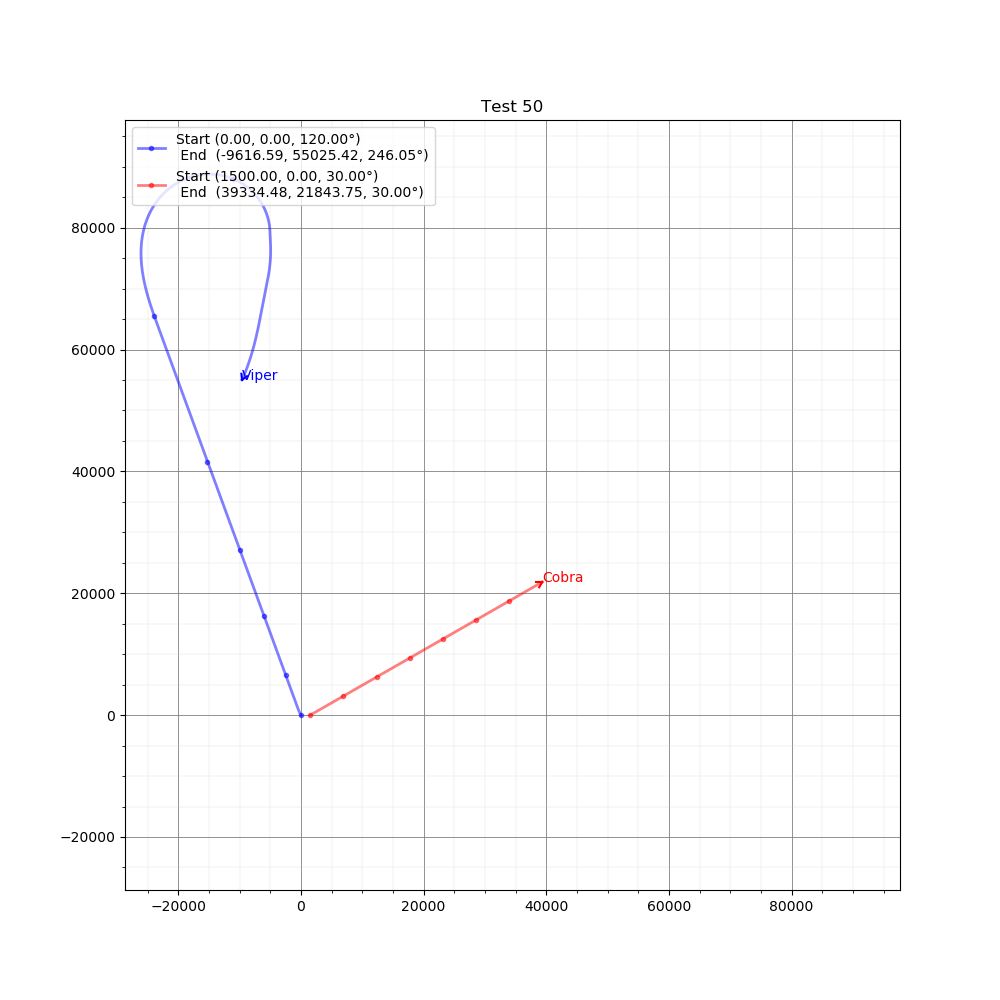 Test 50
Start (0.00, 0.00, 120.00°)
End (-9616.59, 55025.42, 246.05°)
Start (1500.00, 0.00, 30.00°)
End (39334.48, 21843.75, 30.00°)
80000
60000
Viper
40000
Cobra
20000
0
−20000
−20000 0 20000 40000 60000 80000